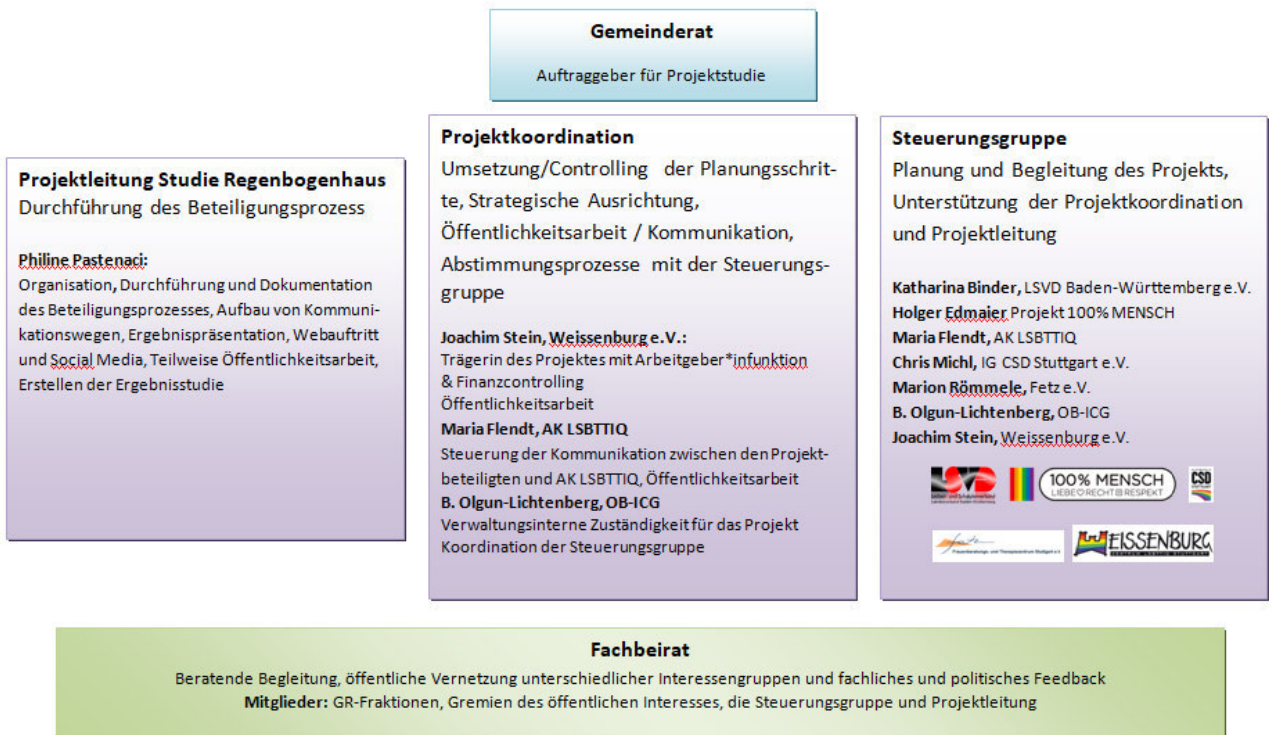 Gemeinderat
Auftraggeber für Projektstudie
Projektleitung Studie Regenbogenhaus
Durchführung des Beteiligungsprozess
Philine Pastenaci:
Organisation, Durchführung und Dokumentation
des Beteiligungsprozesses, Aufbau von Kommuni-
kationswegen, Ergebnispräsentation, Webauftritt
und Social Media, Teilweise Öffentlichkeitsarbeit,
Erstellen der Ergebnisstudie
Projektkoordination
Umsetzung/Controlling der Planungsschrit-
te, Strategische Ausrichtung,
Öffentlichkeitsarbeit / Kommunikation,
Abstimmungsprozesse mit der Steuerungs-
gruppe
Joachim Stein, Weissenburg e.V.:
Trägerin des Projektes mit Arbeitgeber*infunktion
& Finanzcontrolling
Öffentlichkeitsarbeit
Maria Flendt, AK LSBTTIQ
Steuerung der Kommunikation zwischen den Projekt-
beteiligten und AK LSBTTIQ, Öffentlichkeitsarbeit
B. Olgun-Lichtenberg, OB-ICG
Verwaltungsinterne Zuständigkeit für das Projekt
Koordination der Steuerungsgruppe
Steuerungsgruppe
Planung und Begleitung des Projekts,
Unterstützung der Projektkoordination
und Projektleitung
Katharina Binder, LSVD Baden-Württemberg e.V.
Holger Edmaier Projekt 100% MENSCH
Maria Flendt, AK LSBTTIQ
Chris Michl, IG CSD Stuttgart e.V.
Marion Römmele, Fetz e.V.
B. Olgun-Lichtenberg, OB-ICG
Joachim Stein, Weissenburg e.V.
LSVD
100% MENSCH
LIEBE RECHT RESPEKT
CSD
Frauenberatungs- und Therapiezentrum Stuttgart e.V.
WEISSENBURG
ZENTRUM LSBTTIQ STUTTGART
Fachbeirat
Beratende Begleitung, öffentliche Vernetzung unterschiedlicher Interessengruppen und fachliches und politisches Feedback
Mitglieder: GR-Fraktionen, Gremien des öffentlichen Interesses, die Steuerungsgruppe und Projektleitung